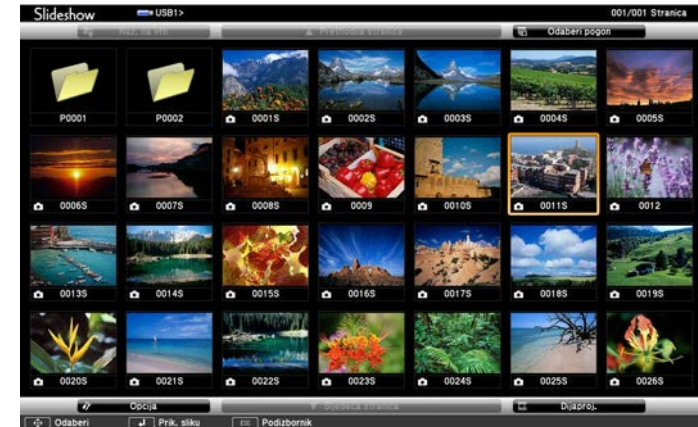 Slideshow USB1> 001/001 Stranica
Naz. na vrh Prethodna stranica Odaberi pogon
P0001 P0002 0001S 0002S 0003S 0004S 0005S
0006S 0007S 0008S 0009 0010S 0011S 0012
0013S 0014S 0015S 0016S 0017S 0018S 0019S
0020S 0021S 0022S 0023S 0024S 0025S 0026S
Opcija Sljedeća stranica Dijaproj.
Odaberi Prik. sliku Esc Podizbornik